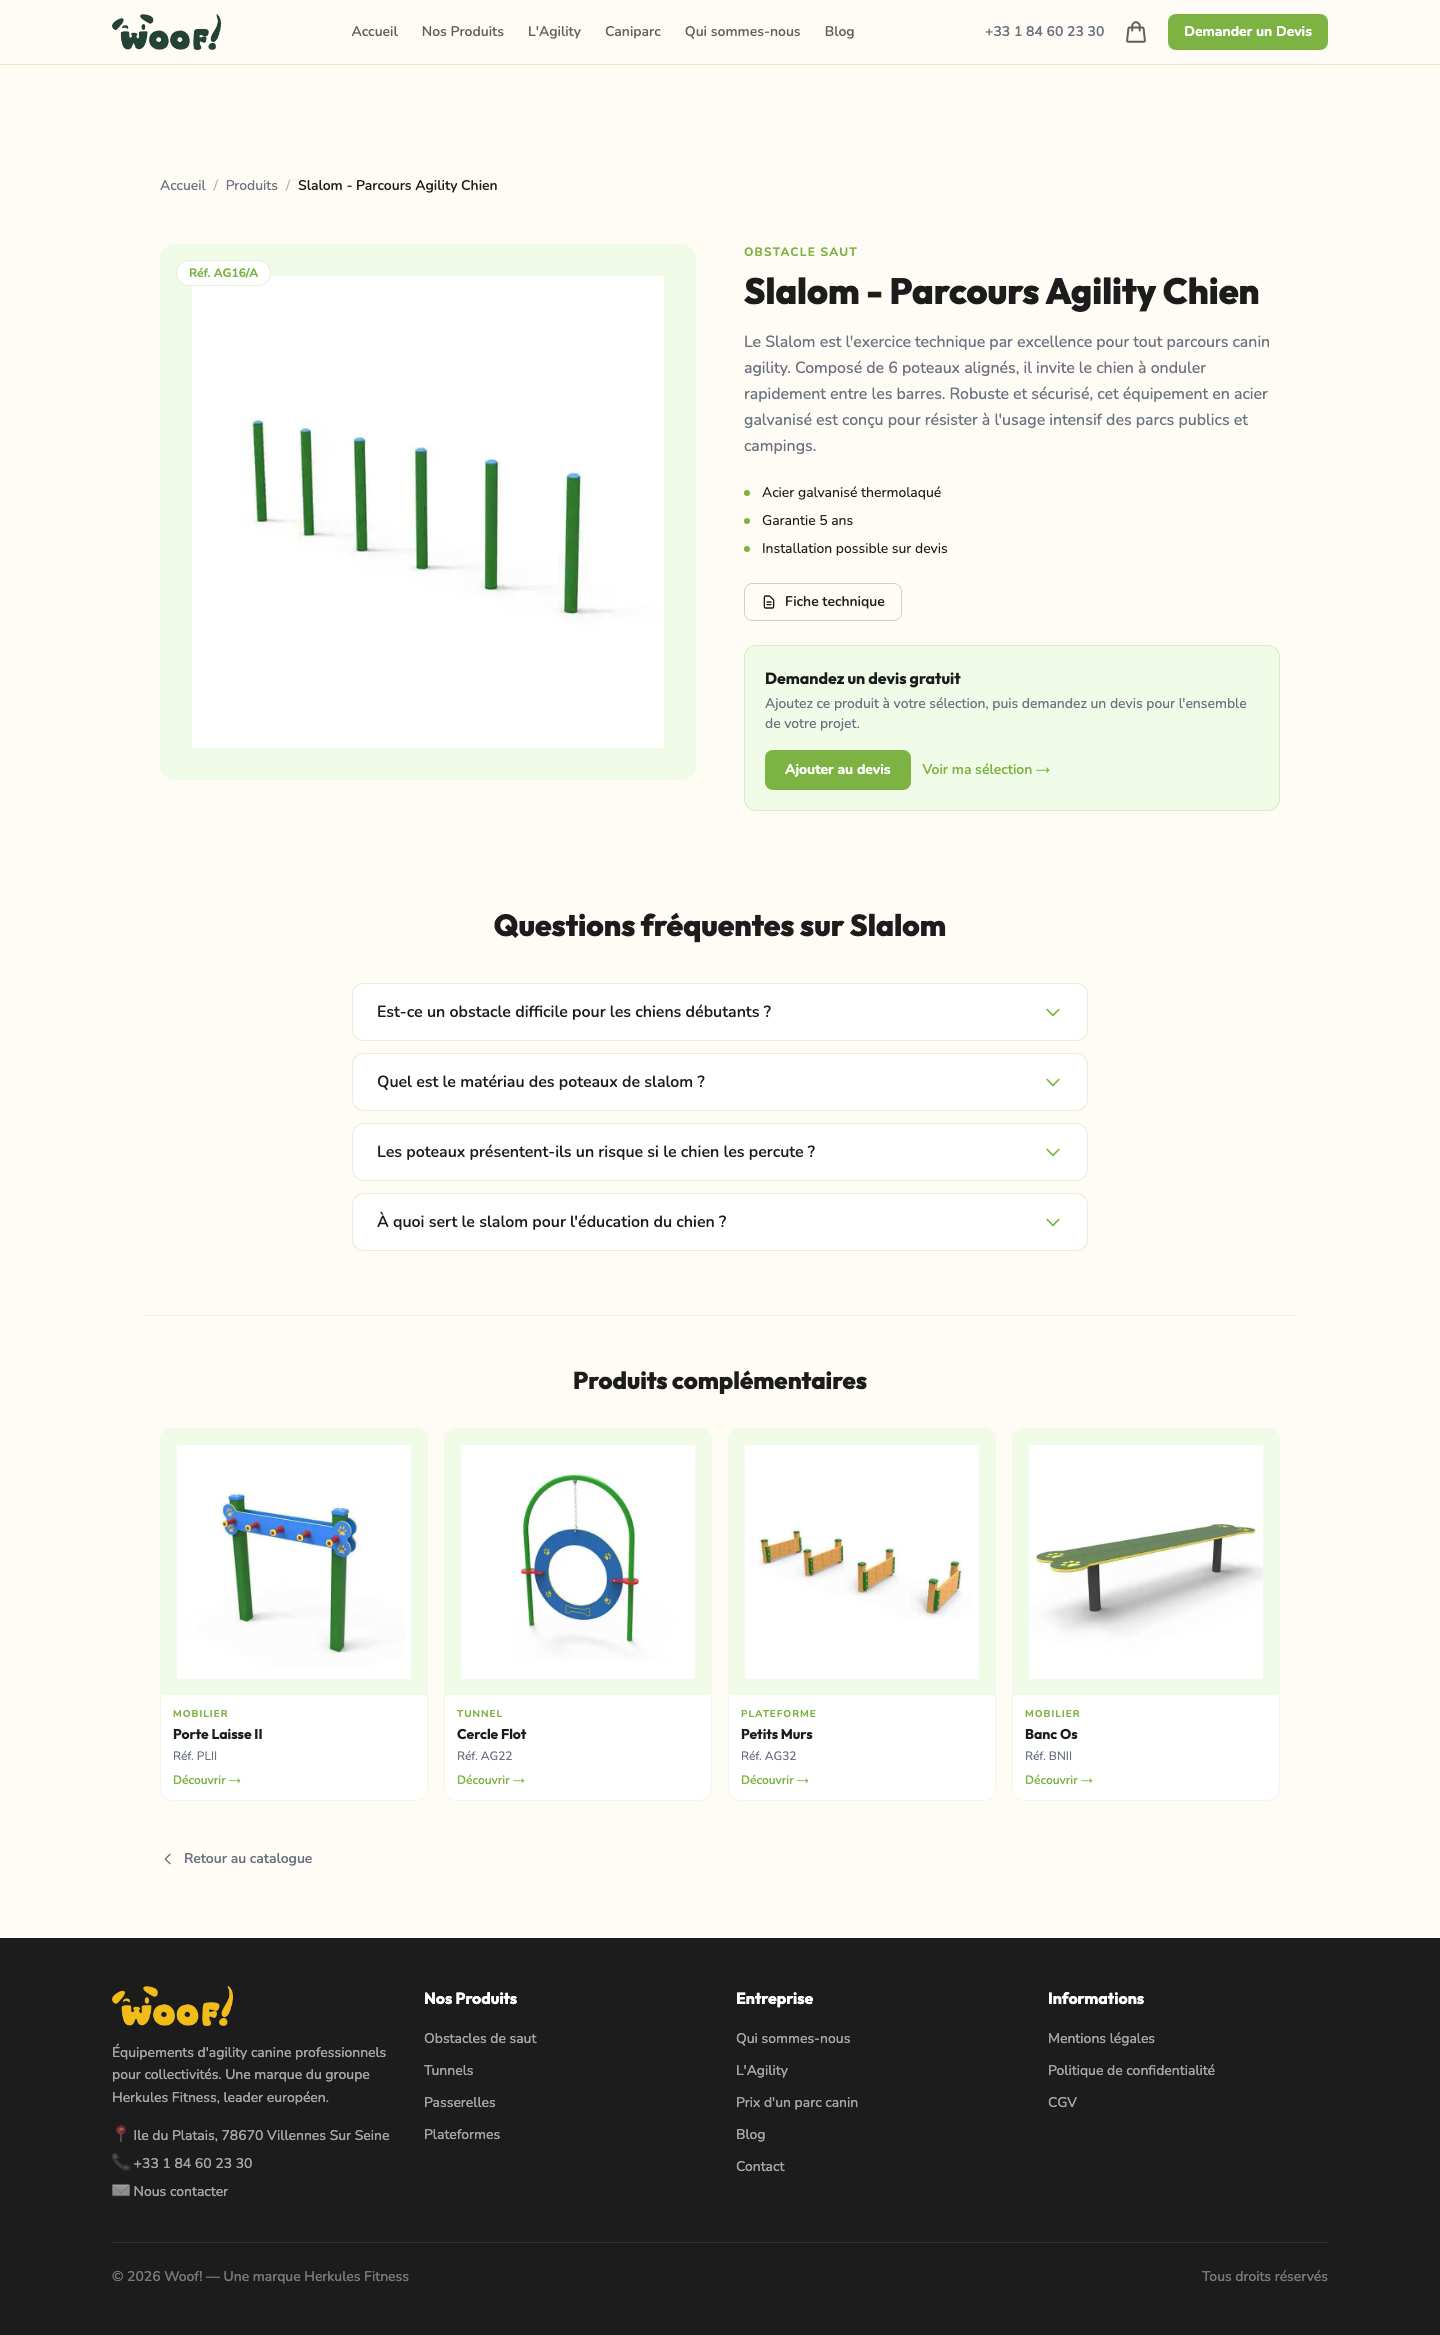 Woof!
Accueil
Nos Produits
L'Agility
Caniparc
Qui sommes-nous
Blog
+33 1 84 60 23 30
Demander un Devis
Accueil / Produits / Slalom - Parcours Agility Chien
Réf. AG16/A
OBSTACLE SAUT
Slalom - Parcours Agility Chien
Le Slalom est l'exercice technique par excellence pour tout parcours canin
agility. Composé de 6 poteaux alignés, il invite le chien à onduler
rapidement entre les barres. Robuste et sécurisé, cet équipement en acier
galvanisé est conçu pour résister à l'usage intensif des parcs publics et
campings.
Acier galvanisé thermolaqué
Garantie 5 ans
Installation possible sur devis
Fiche technique
Demandez un devis gratuit
Ajoutez ce produit à votre sélection, puis demandez un devis pour l'ensemble
de votre projet.
Ajouter au devis
Voir ma sélection →
Questions fréquentes sur Slalom
Est-ce un obstacle difficile pour les chiens débutants ?
Quel est le matériau des poteaux de slalom ?
Les poteaux présentent-ils un risque si le chien les percute ?
À quoi sert le slalom pour l'éducation du chien ?
Produits complémentaires
MOBILIER
Porte Laisse II
Réf. PLII
Découvrir →
TUNNEL
Cercle Flot
Réf. AG22
Découvrir →
PLATEFORME
Petits Murs
Réf. AG32
Découvrir →
MOBILIER
Banc Os
Réf. BNII
Découvrir →
Retour au catalogue
Woof!
Équipements d'agility canine professionnels
pour collectivités. Une marque du groupe
Herkules Fitness, leader européen.
Ile du Platais, 78670 Villennes Sur Seine
+33 1 84 60 23 30
Nous contacter
Nos Produits
Obstacles de saut
Tunnels
Passerelles
Plateformes
Entreprise
Qui sommes-nous
L'Agility
Prix d'un parc canin
Blog
Contact
Informations
Mentions légales
Politique de confidentialité
CGV
© 2026 Woof! — Une marque Herkules Fitness
Tous droits réservés